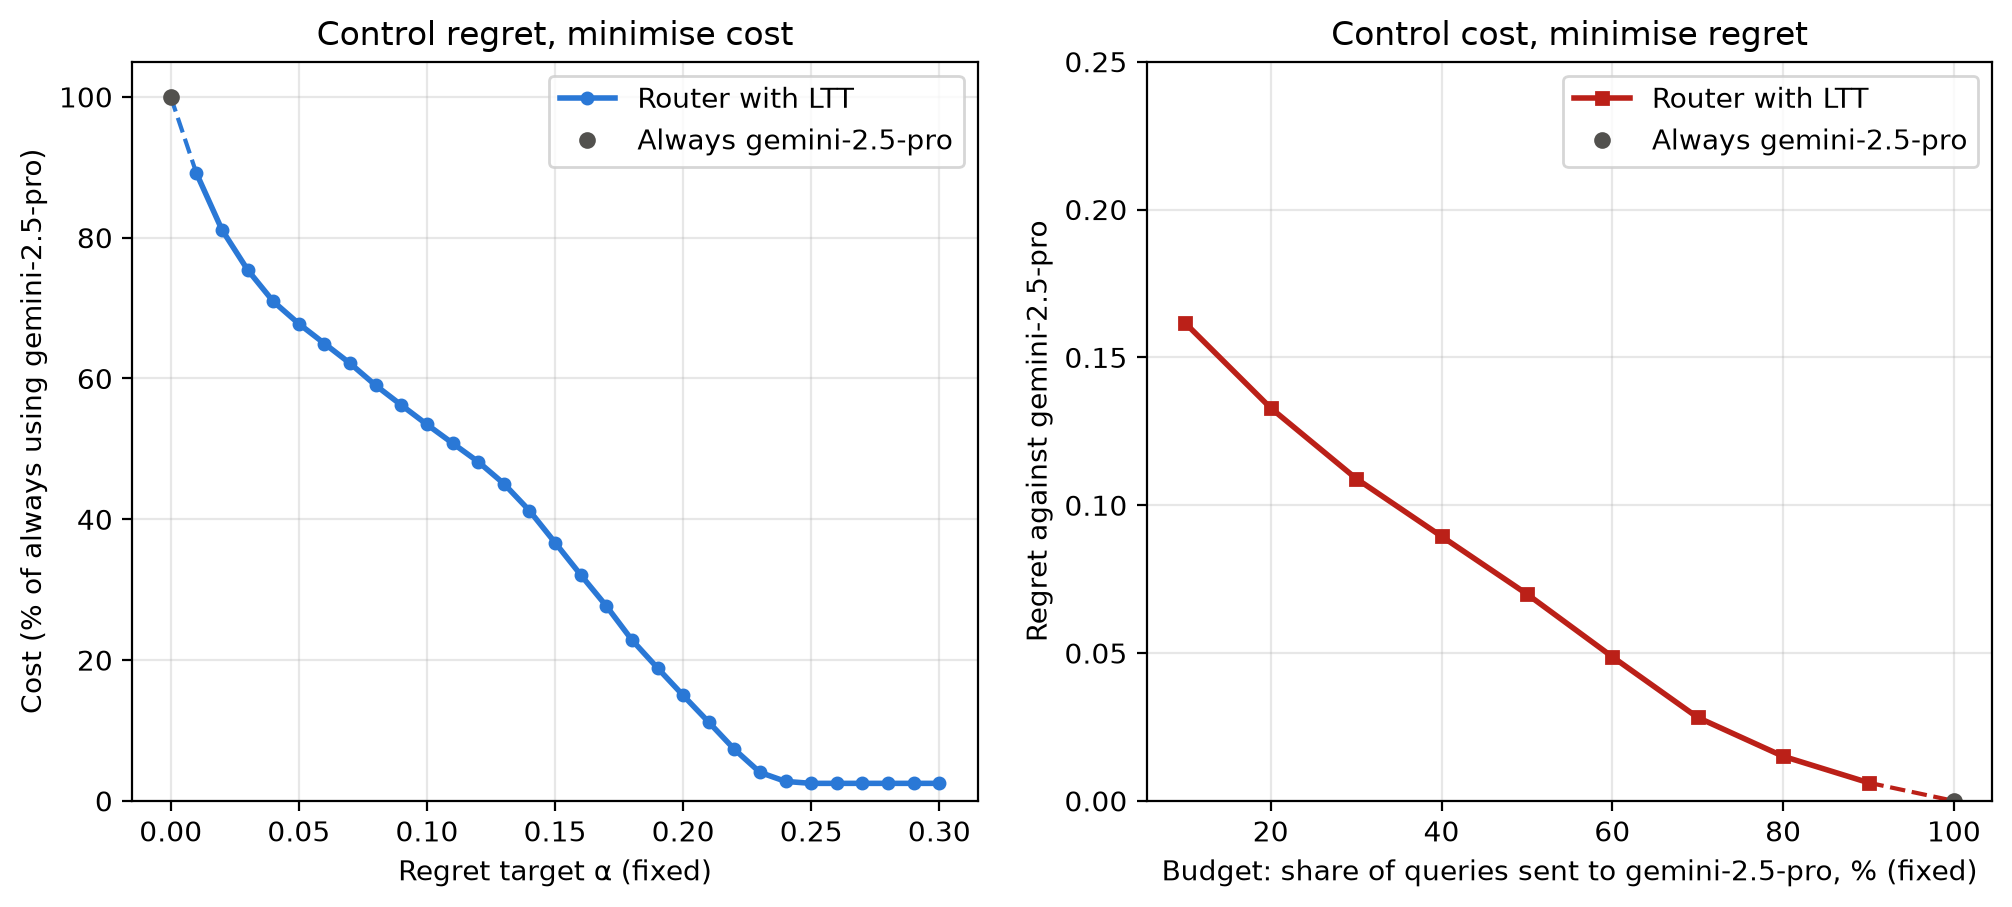 Control regret, minimise cost
Router with LTT
Always gemini-2.5-pro
Cost (% of always using gemini-2.5-pro)
100
80
60
40
20
0
0.00 0.05 0.10 0.15 0.20 0.25 0.30
Regret target α (fixed)
Control cost, minimise regret
Router with LTT
Always gemini-2.5-pro
Regret against gemini-2.5-pro
0.25
0.20
0.15
0.10
0.05
0.00
20 40 60 80 100
Budget: share of queries sent to gemini-2.5-pro, % (fixed)